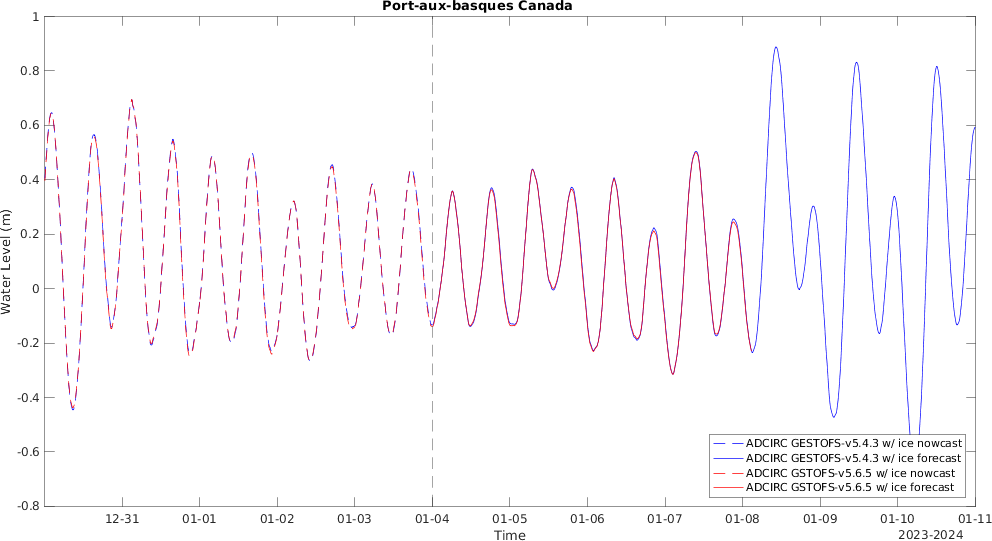 Port-aux-basques Canada
1
0.8
0.6
0.4
0.2
0
-0.2
-0.4
-0.6
-0.8
Water Level (m)
ADCIRC GESTOFS-v5.4.3 w/ ice nowcast
ADCIRC GESTOFS-v5.4.3 w/ ice forecast
ADCIRC GSTOFS-v5.6.5 w/ ice nowcast
ADCIRC GSTOFS-v5.6.5 w/ ice forecast
12-31 01-01 01-02 01-03 01-04 01-05 01-06 01-07 01-08 01-09 01-10 01-11
Time
2023-2024